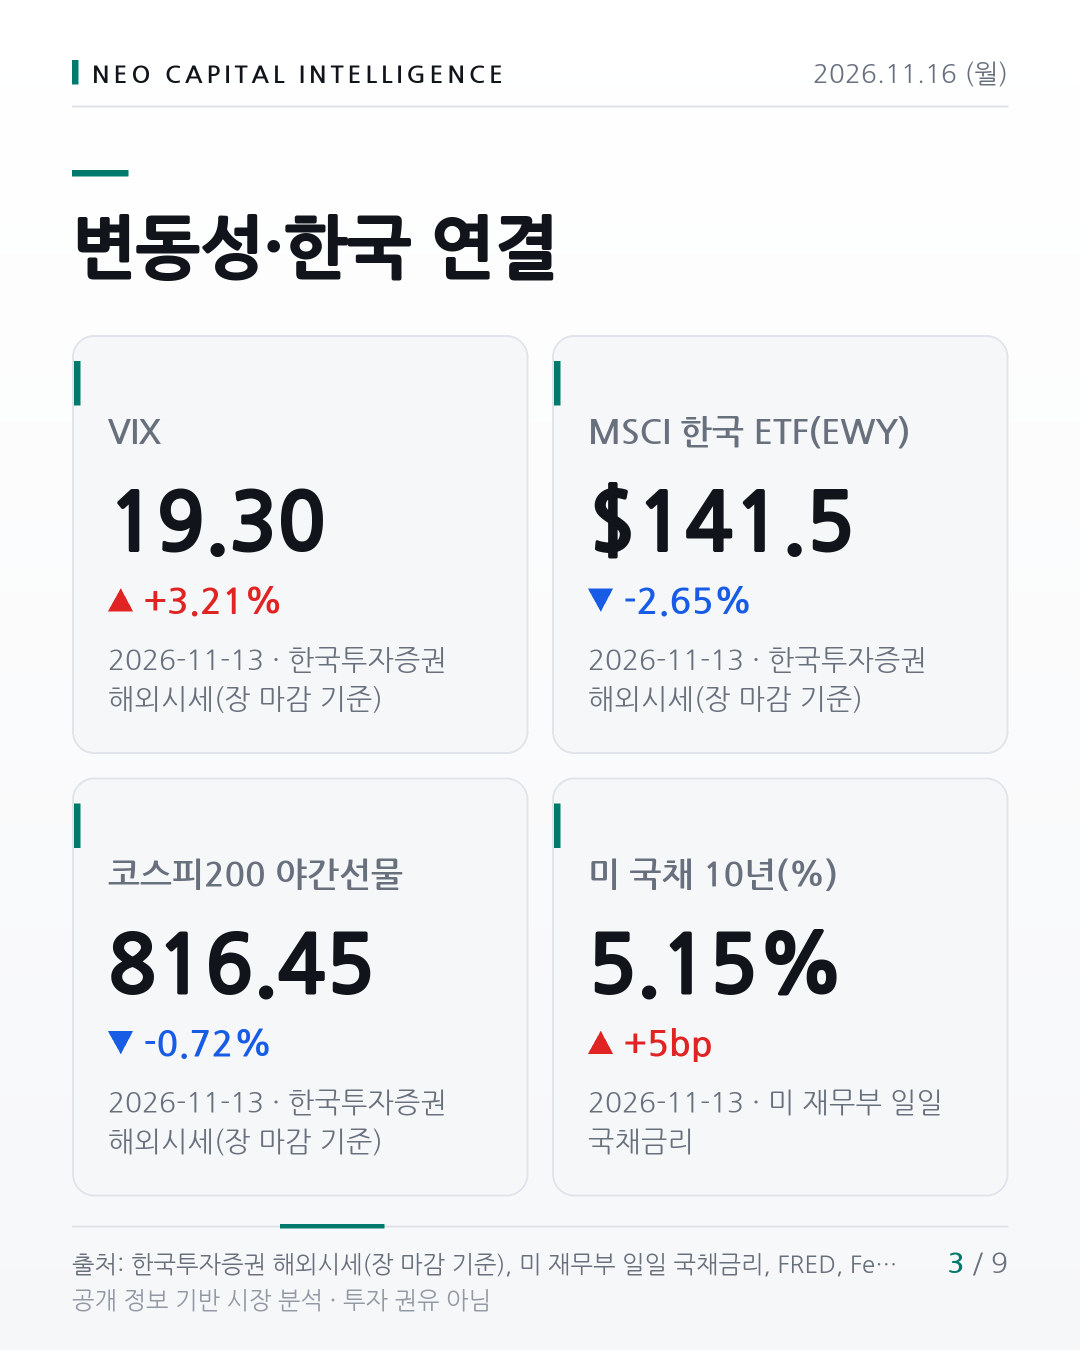 NEO CAPITAL INTELLIGENCE
2026.11.16 (월)
변동성·한국 연결
VIX
19.30
▲ +3.21%
2026-11-13 · 한국투자증권
해외시세(장 마감 기준)
MSCI 한국 ETF(EWY)
$141.5
▼ -2.65%
2026-11-13 · 한국투자증권
해외시세(장 마감 기준)
코스피200 야간선물
816.45
▼ -0.72%
2026-11-13 · 한국투자증권
해외시세(장 마감 기준)
미 국채 10년(%)
5.15%
▲ +5bp
2026-11-13 · 미 재무부 일일
국채금리
출처: 한국투자증권 해외시세(장 마감 기준), 미 재무부 일일 국채금리, FRED, Fe…
3 / 9
공개 정보 기반 시장 분석 · 투자 권유 아님